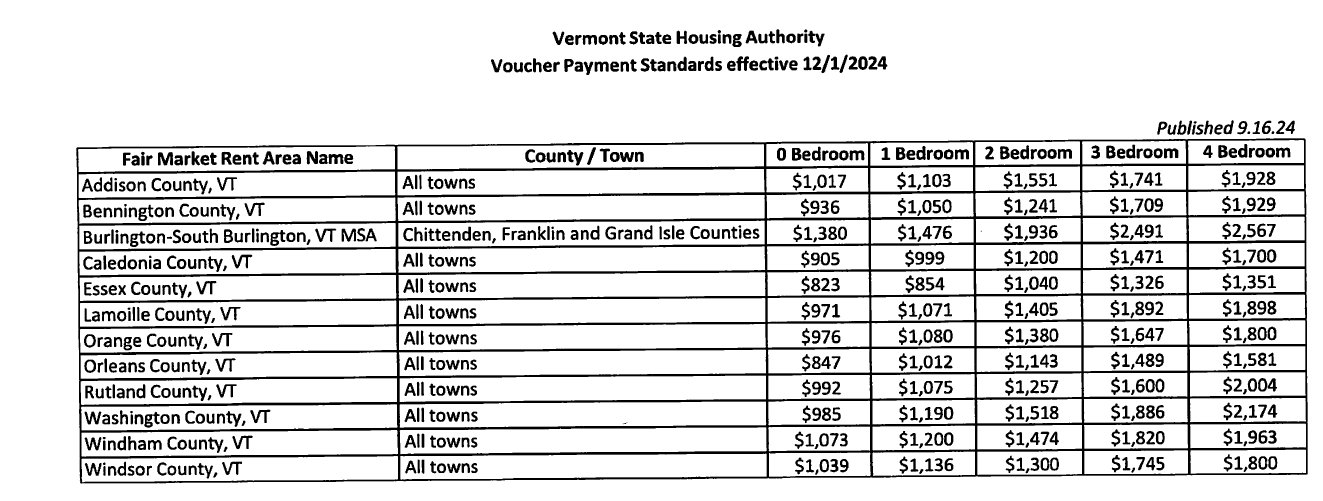 Vermont State Housing Authority
Voucher Payment Standards effective 12/1/2024
Published 9.16.24
Fair Market Rent Area Name County / Town 0 Bedroom 1 Bedroom 2 Bedroom 3 Bedroom 4 Bedroom
Addison County, VT All towns $1,017 $1,103 $1,551 $1,741 $1,928
Bennington County, VT All towns $936 $1,050 $1,241 $1,709 $1,929
Burlington-South Burlington, VT MSA Chittenden, Franklin and Grand Isle Counties $1,380 $1,476 $1,936 $2,491 $2,567
Caledonia County, VT All towns $905 $999 $1,200 $1,471 $1,700
Essex County, VT All towns $823 $854 $1,040 $1,326 $1,351
Lamoille County, VT All towns $971 $1,071 $1,405 $1,892 $1,898
Orange County, VT All towns $976 $1,080 $1,380 $1,647 $1,800
Orleans County, VT All towns $847 $1,012 $1,143 $1,489 $1,581
Rutland County, VT All towns $992 $1,075 $1,257 $1,600 $2,004
Washington County, VT All towns $985 $1,190 $1,518 $1,886 $2,174
Windham County, VT All towns $1,073 $1,200 $1,474 $1,820 $1,963
Windsor County, VT All towns $1,039 $1,136 $1,300 $1,745 $1,800